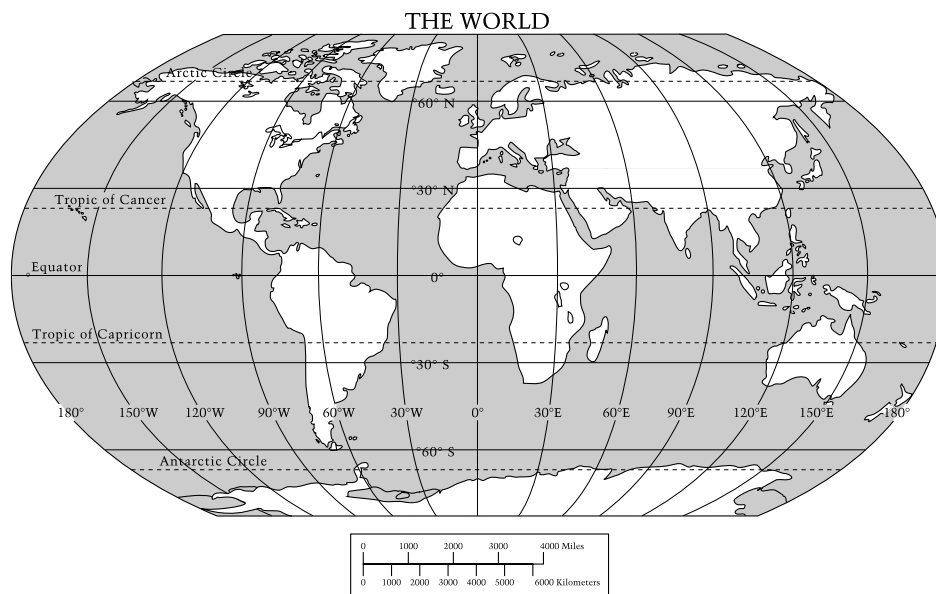 THE WORLD
Arctic Circle
60° N
30° N
Tropic of Cancer
Equator
0°
Tropic of Capricorn
30° S
180° 150°W 120°W 90°W 60°W 30°W 0° 30°E 60°E 90°E 120°E 150°E 180°
60° S
Antarctic Circle
0 1000 2000 3000 4000 Miles
0 1000 2000 3000 4000 5000 6000 Kilometers